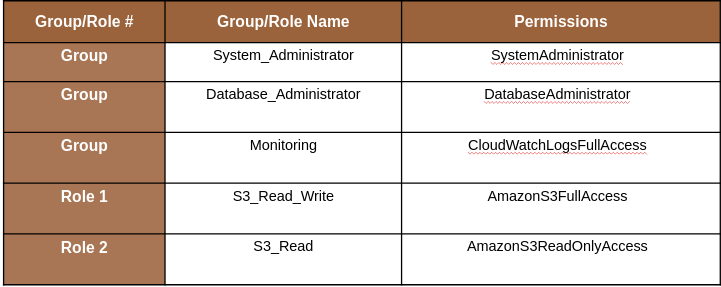 Group/Role # Group/Role Name Permissions
Group System_Administrator SystemAdministrator
Group Database_Administrator DatabaseAdministrator
Group Monitoring CloudWatchLogsFullAccess
Role 1 S3_Read_Write AmazonS3FullAccess
Role 2 S3_Read AmazonS3ReadOnlyAccess